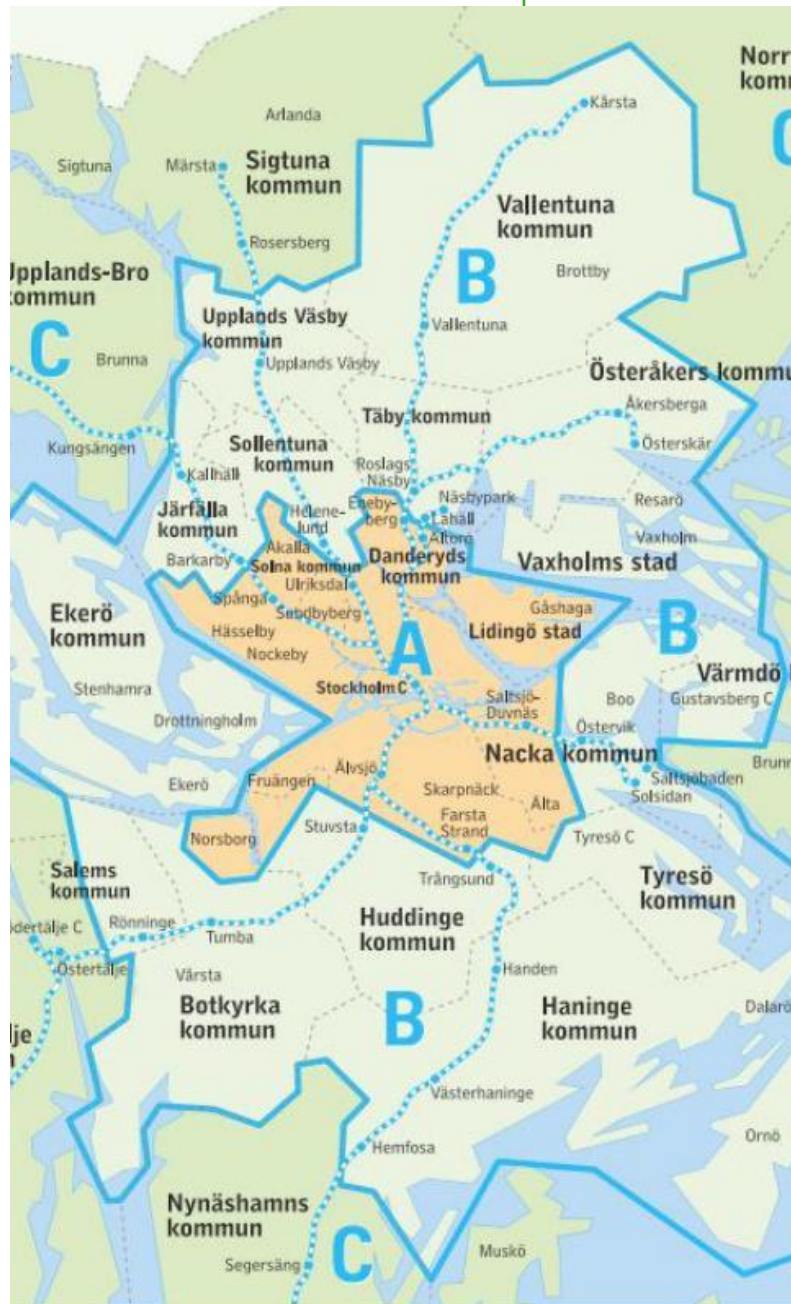 Norr
komm
Arlanda
Kårsta
C
Sigtuna
Märsta
Sigtuna
kommun
Vallentuna
kommun
Rosersberg
B
Brottby
Upplands-Bro
kommun
Upplands Väsby
kommun
Vallentuna
C
Brunna
Upplands Väsby
Österåkers kommu
Täby kommun
Åkersberga
Sollentuna
kommun
Kungsängen
Österskär
Roslags
Näsby
Kallhäll
Järfälla
kommun
Helene-
lund
Eneby-
berg
Näsbypark
Lahäll
Altorp
Resarö
Vaxholm
Barkarby
Akalla
Solna kommun
Ulriksdal
Danderyds
kommun
Vaxholms stad
Ekerö
kommun
Spånga
Sundbyberg
Gåshaga
Hässelby
Lidingö stad
B
Nockeby
A
Värmdö
Stenhamra
Stockholm C
Saltsjö-
Duvnäs
Boo
Gustavsberg C
Drottningholm
Östervik
Nacka kommun
Älvsjö
Brunn
Ekerö
Fruängen
Skarpnäck
Saltsjöbaden
Solsidan
Älta
Norsborg
Stuvsta
Farsta
Strand
Tyresö C
Salems
kommun
Trångsund
Tyresö
kommun
Rönninge
Huddinge
kommun
ödertälje C
Tumba
Östertälje
Vårsta
Handen
Botkyrka
kommun
B
Haninge
kommun
Dalarö
lje
Västerhaninge
Hemfosa
Ornö
Nynäshamns
kommun
C
Segersäng
Muskö